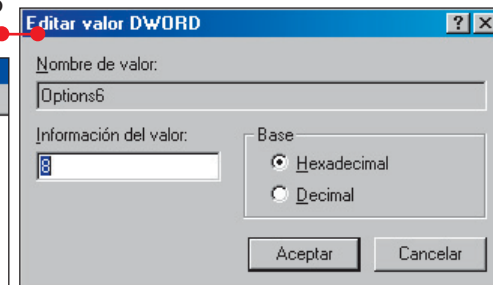 Editar valor DWORD
Nombre de valor:
Options6
Información del valor:
8
Base
Hexadecimal
Decimal
Aceptar
Cancelar